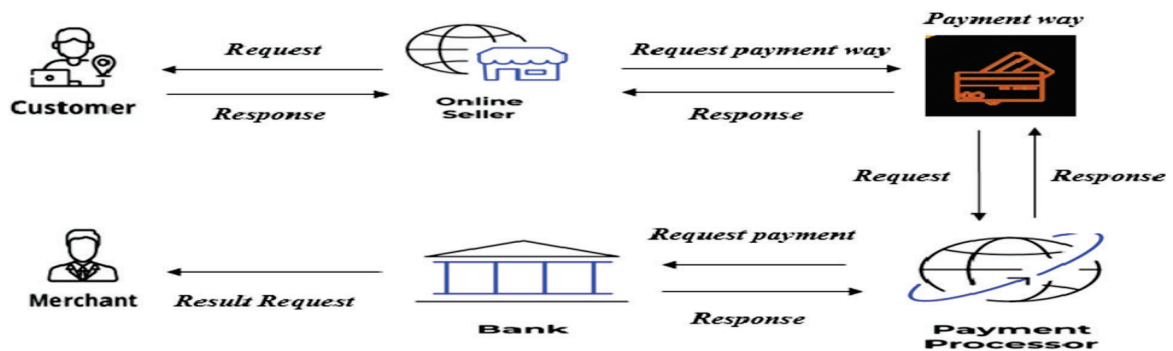 Payment way
Request
Request payment way
Customer
Online
Seller
Response
Response
Request
Response
Request payment
Merchant
Result Request
Bank
Response
Payment
Processor